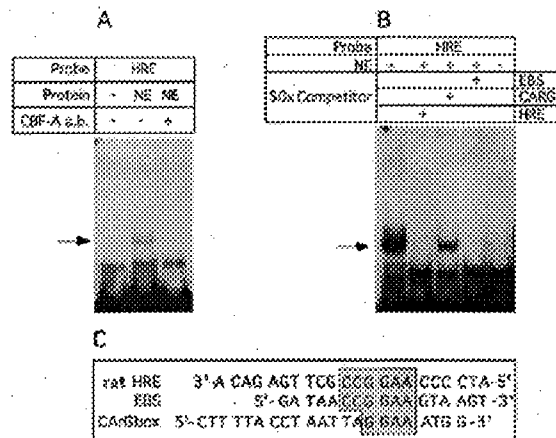 A
Probe HRE
Protein - NE NE
CBF-A a.b. - - +
B
Probe HRE
NE + + + + -
50x Competitor
+ EBS
+ CARG
+ HRE
C
rat HRE 3'-A CAG AGT TCG CCG GAA CCC CTA-5'
EBS 5'-GA TAA CCG GAA GTA AGT-3'
CArGbox 5'-CTT TTA CCT AAT TAG GAA ATG G-3'